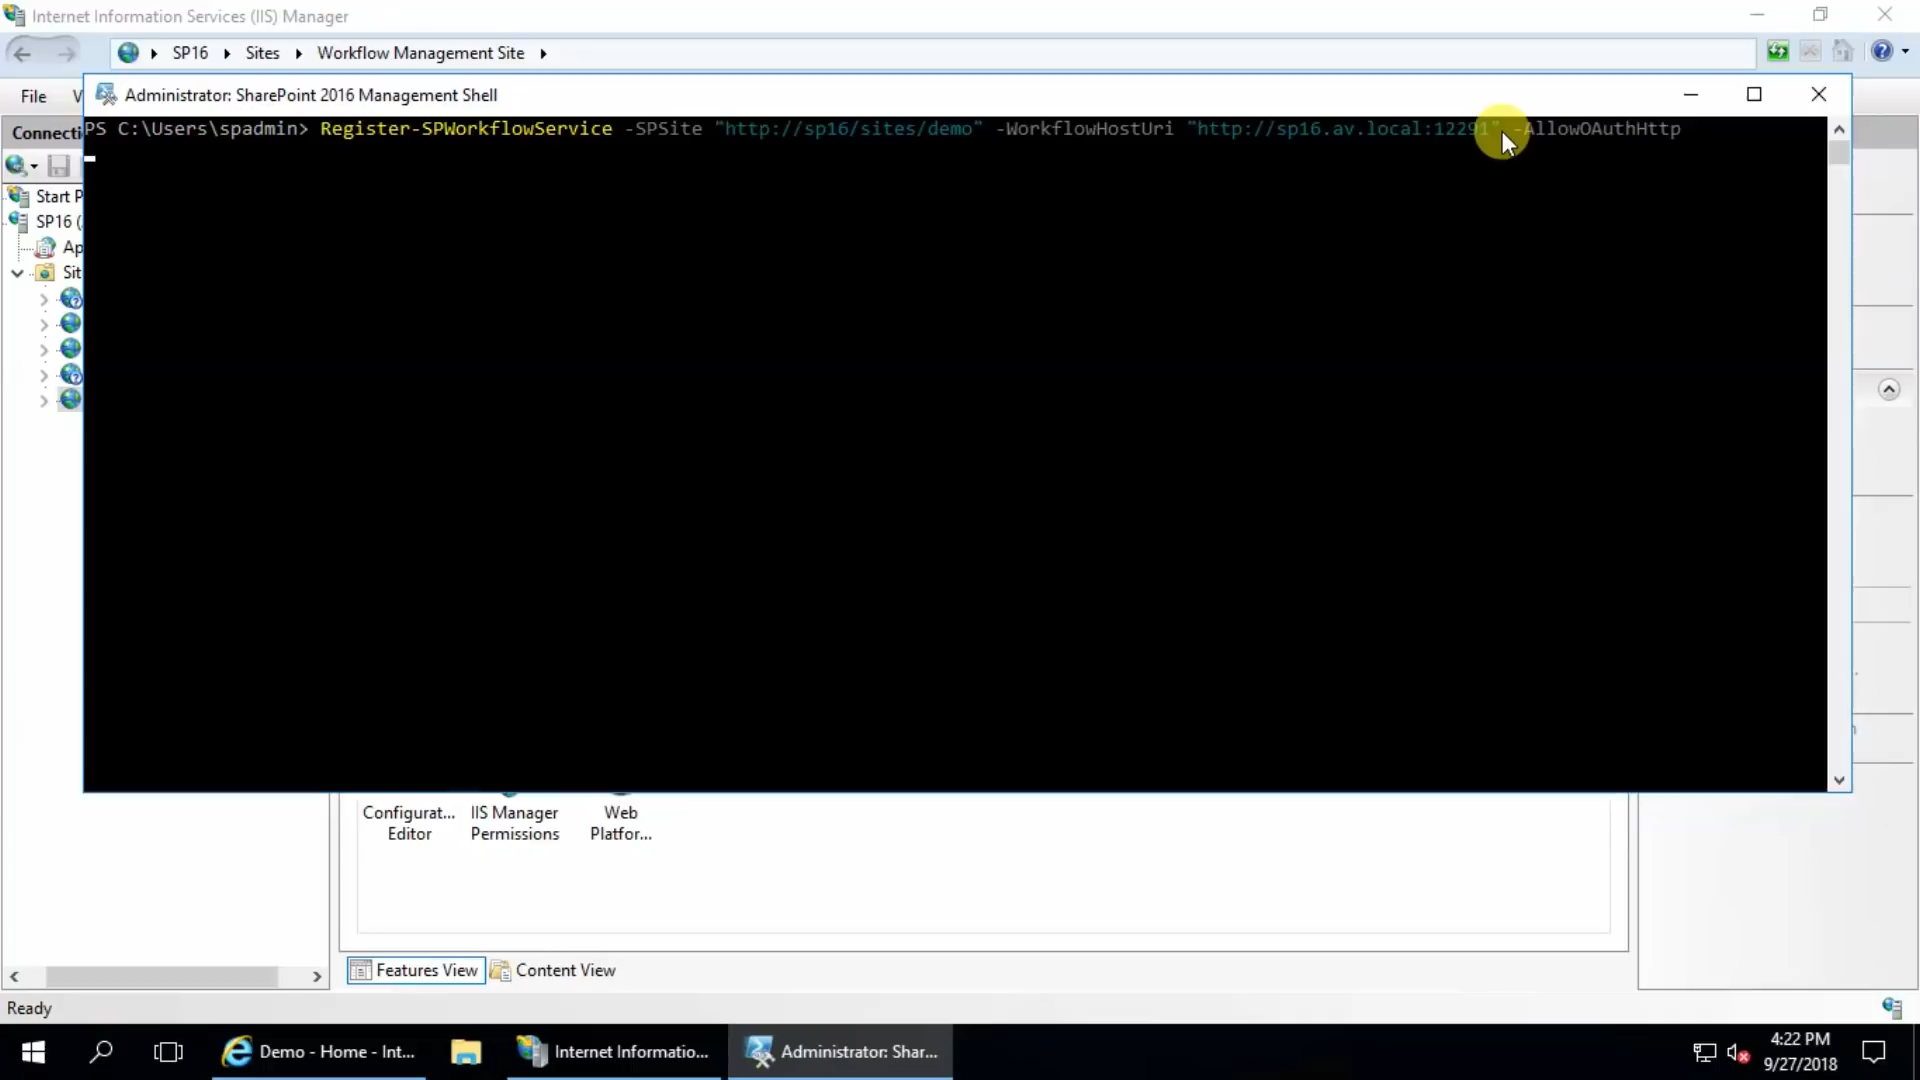 Internet Information Services (IIS) Manager
SP16 Sites Workflow Management Site
File V
Administrator: SharePoint 2016 Management Shell
Connecti
PS C:\Users\spadmin> Register-SPWorkflowService -SPSite "http://sp16/sites/demo" -WorkflowHostUri "http://sp16.av.local:12291" -AllowOAuthHttp
Start P
SP16 (
Ap
Sit
Configurat... IIS Manager Web
Editor Permissions Platfor...
Features View Content View
Ready
Demo - Home - Int... Internet Informatio... Administrator: Shar...
4:22 PM
9/27/2018